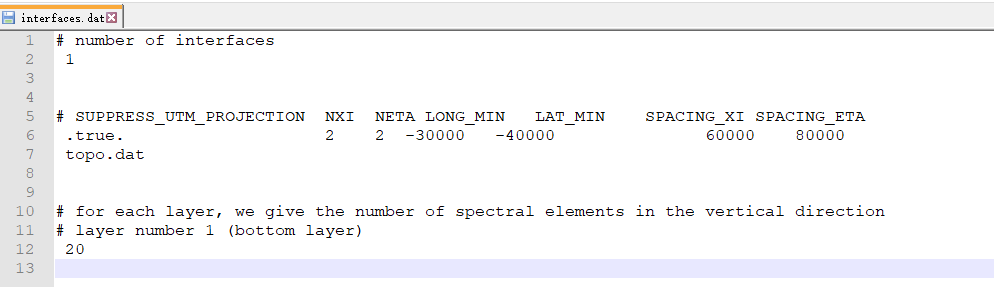 interfaces.dat
1 # number of interfaces
2 1
3
4
5 # SUPPRESS_UTM_PROJECTION NXI NETA LONG_MIN LAT_MIN SPACING_XI SPACING_ETA
6 .true. 2 2 -30000 -40000 60000 80000
7 topo.dat
8
9
10 # for each layer, we give the number of spectral elements in the vertical direction
11 # layer number 1 (bottom layer)
12 20
13